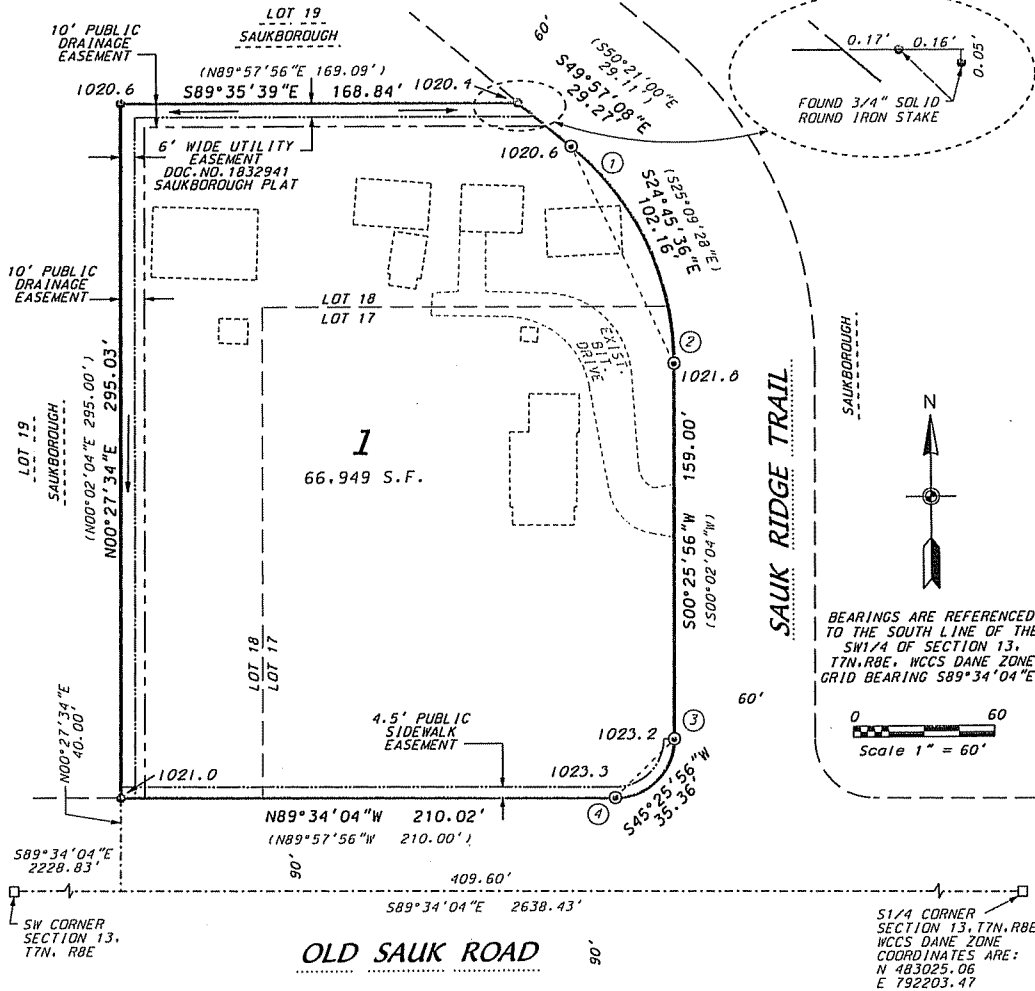 LOT 19
SAUKBOROUGH
10' PUBLIC
DRAINAGE
EASEMENT
(N89°57'56"E 169.09')
S89°35'39"E 168.84'
1020.6
1020.4
60'
(S50°21'00"E
29.11')
S49°57'08"E
29.27'
0.17'
0.16'
0.05'
FOUND 3/4" SOLID
ROUND IRON STAKE
6' WIDE UTILITY
EASEMENT
DOC.NO.1832941
SAUKBOROUGH PLAT
1020.6
1
(S25°09'28"E)
S24°45'36"E
102.16'
10' PUBLIC
DRAINAGE
EASEMENT
LOT 18
LOT 17
EXIST.
BIT.
DRIVE
2
1021.8
LOT 19
SAUKBOROUGH
(N00°02'04"E 295.00')
N00°27'34"E 295.03'
1
66,949 S.F.
S00°25'56"W 159.00'
(S00°02'04"W)
SAUK RIDGE TRAIL
SAUKBOROUGH
N
BEARINGS ARE REFERENCED
TO THE SOUTH LINE OF THE
SW1/4 OF SECTION 13,
T7N,R8E, WCCS DANE ZONE
GRID BEARING S89°34'04"E
0 60
Scale 1" = 60'
LOT 18
LOT 17
4.5' PUBLIC
SIDEWALK
EASEMENT
60'
1023.2
3
1023.3
4
S45°25'56"W
35.36'
N00°27'34"E
40.00'
1021.0
N89°34'04"W 210.02'
(N89°57'56"W 210.00')
S89°34'04"E
2228.83'
90'
409.60'
S89°34'04"E 2638.43'
SW CORNER
SECTION 13,
T7N, R8E
OLD SAUK ROAD
90'
S1/4 CORNER
SECTION 13,T7N,R8E
WCCS DANE ZONE
COORDINATES ARE:
N 483025.06
E 792203.47